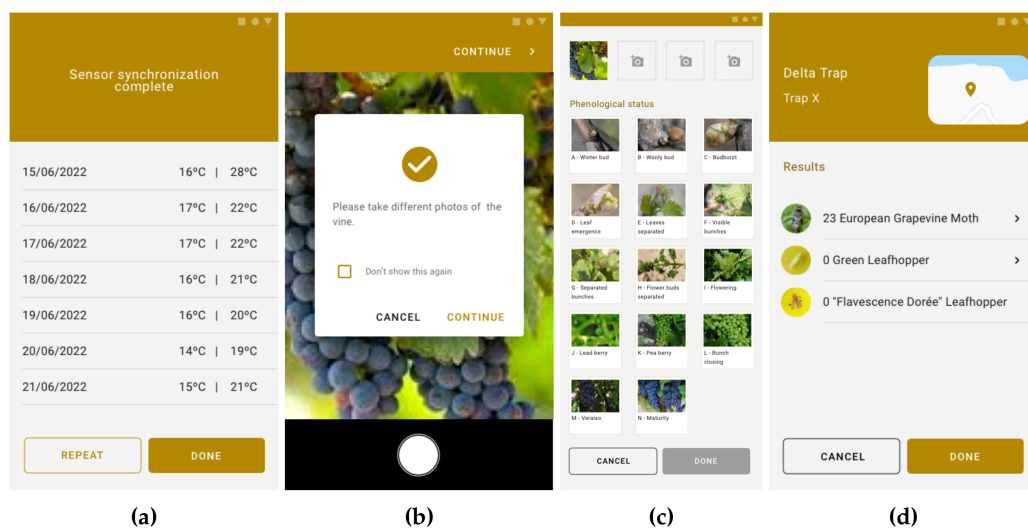 Sensor synchronization
complete
15/06/2022 16ºC | 28ºC
16/06/2022 17ºC | 22ºC
17/06/2022 17ºC | 22ºC
18/06/2022 16ºC | 21ºC
19/06/2022 16ºC | 20ºC
20/06/2022 14ºC | 19ºC
21/06/2022 15ºC | 21ºC
REPEAT DONE
(a)
CONTINUE >
Please take different photos of the
vine.
Don't show this again
CANCEL CONTINUE
(b)
Phenological status
A - Winter bud
B - Wooly bud
C - Budburst
D - Leaf
emergence
E - Leaves
separated
F - Visible
bunches
G - Separated
bunches
H - Flower buds
separated
I - Flowering
J - Lead berry
K - Pea berry
L - Bunch
closing
M - Veraiso
N - Maturity
CANCEL DONE
(c)
Delta Trap
Trap X
Results
23 European Grapevine Moth >
0 Green Leafhopper >
0 "Flavescence Dorée" Leafhopper
CANCEL DONE
(d)